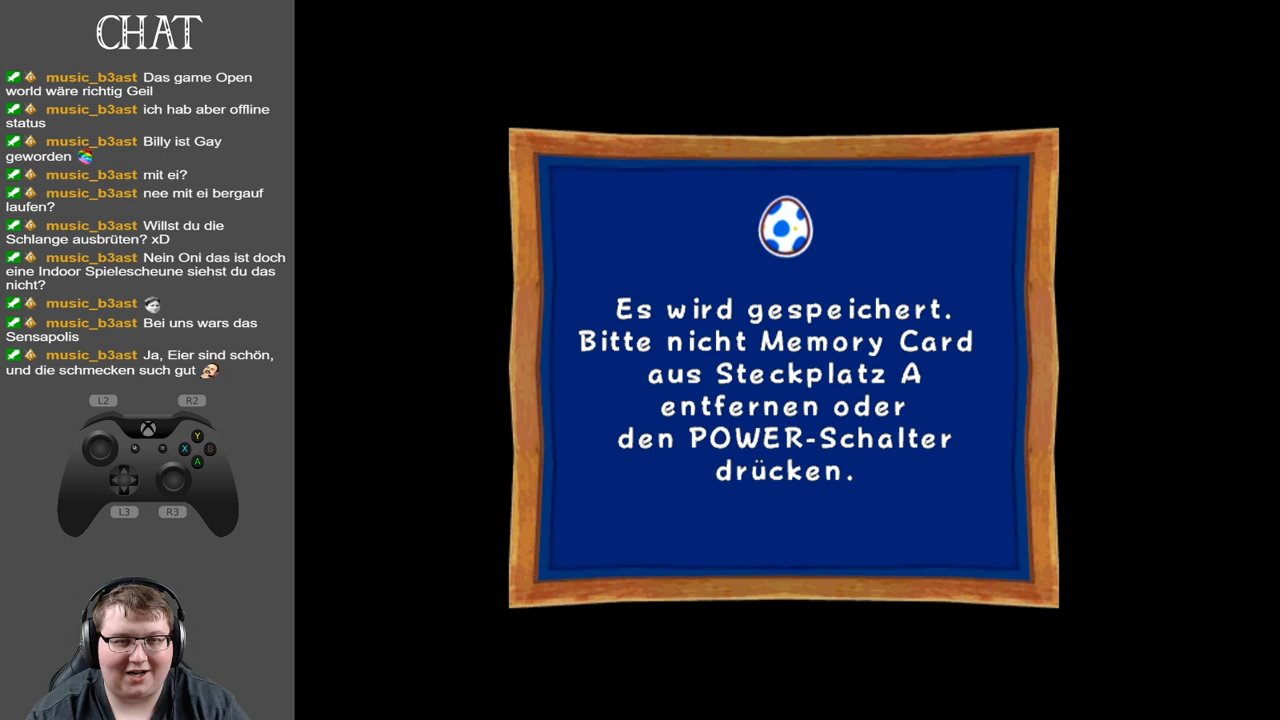 CHAT
music_b3ast Das game Open
world wäre richtig Geil
music_b3ast ich hab aber offline
status
music_b3ast Billy ist Gay
geworden
music_b3ast mit ei?
music_b3ast nee mit ei bergauf
laufen?
music_b3ast Willst du die
Schlange ausbrüten? xD
music_b3ast Nein Oni das ist doch
eine Indoor Spielescheune siehst du das
nicht?
music_b3ast
music_b3ast Bei uns wars das
Sensapolis
music_b3ast Ja, Eier sind schön,
und die schmecken such gut
L2 R2
Y
X B
A
L3 R3
Es wird gespeichert.
Bitte nicht Memory Card
aus Steckplatz A
entfernen oder
den POWER-Schalter
drücken.